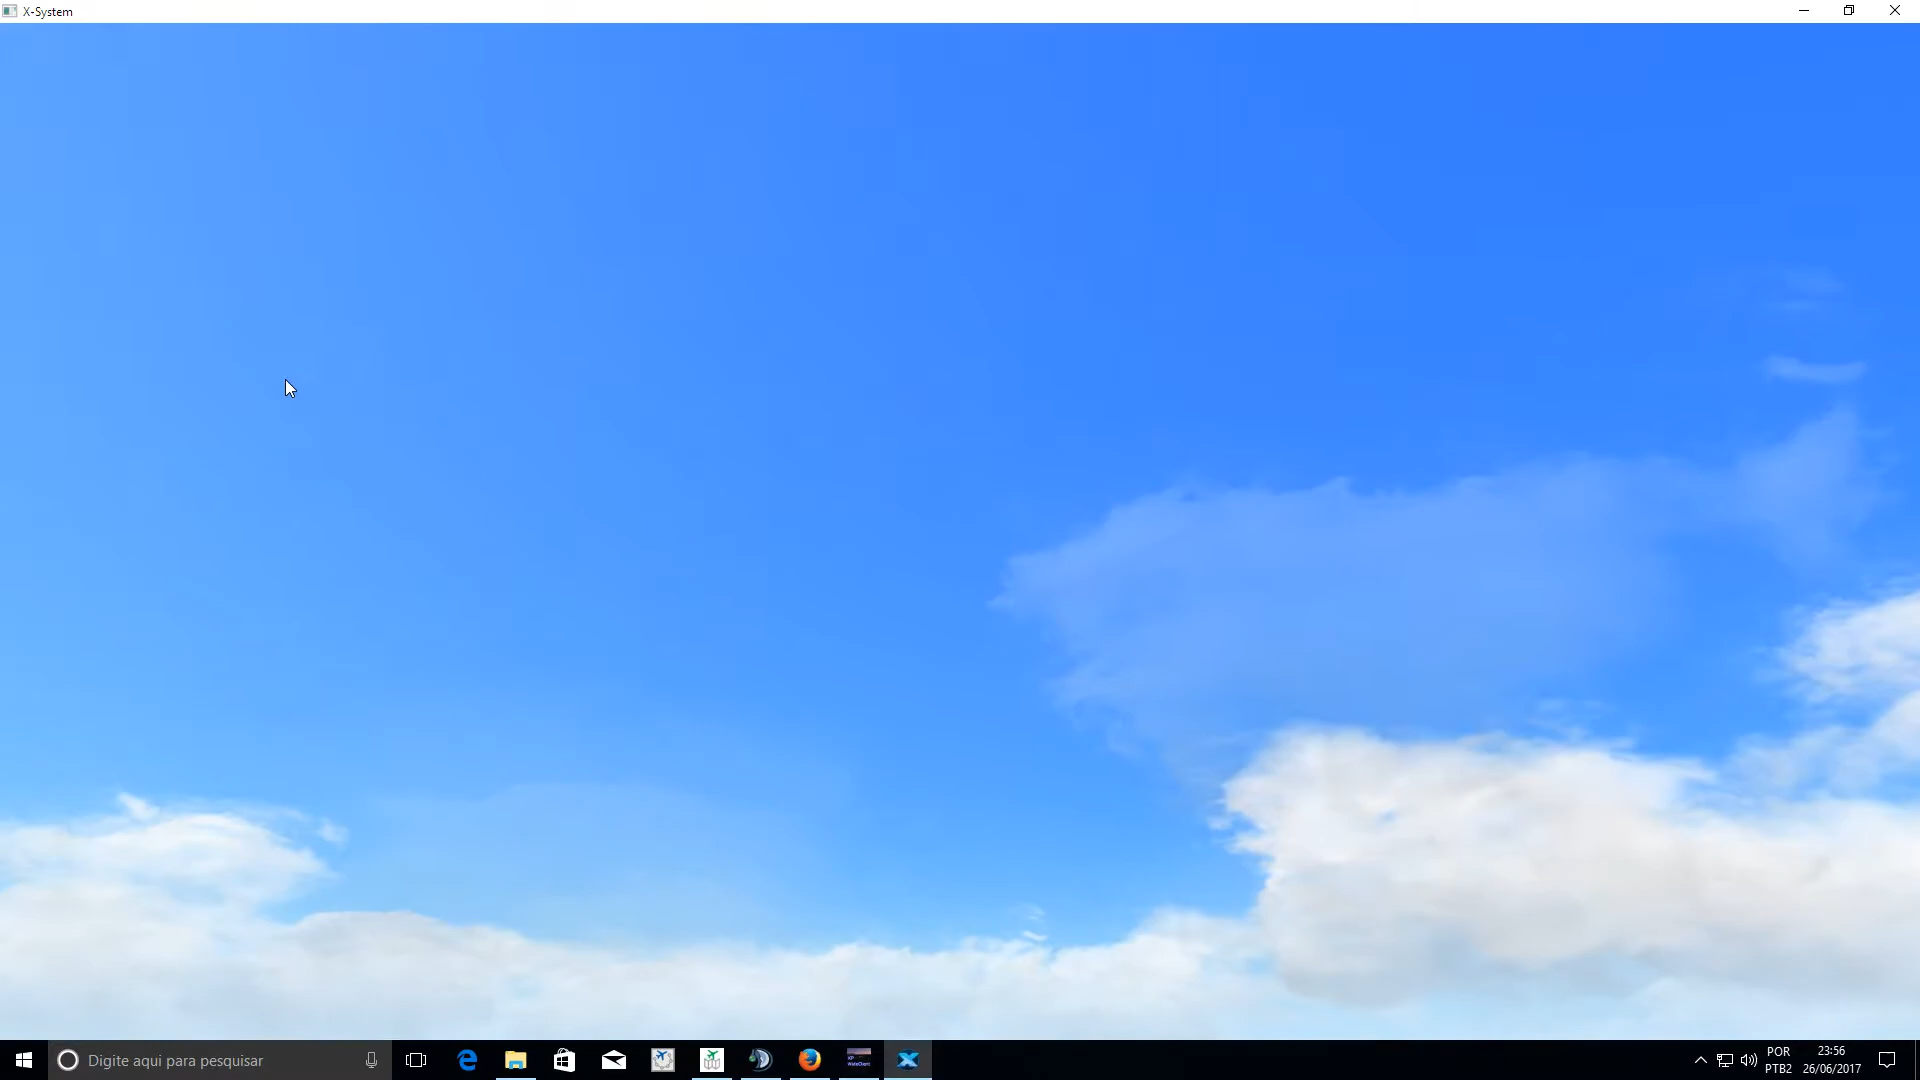 X-System
Digite aqui para pesquisar
POR
PTB2
23:56
26/06/2017